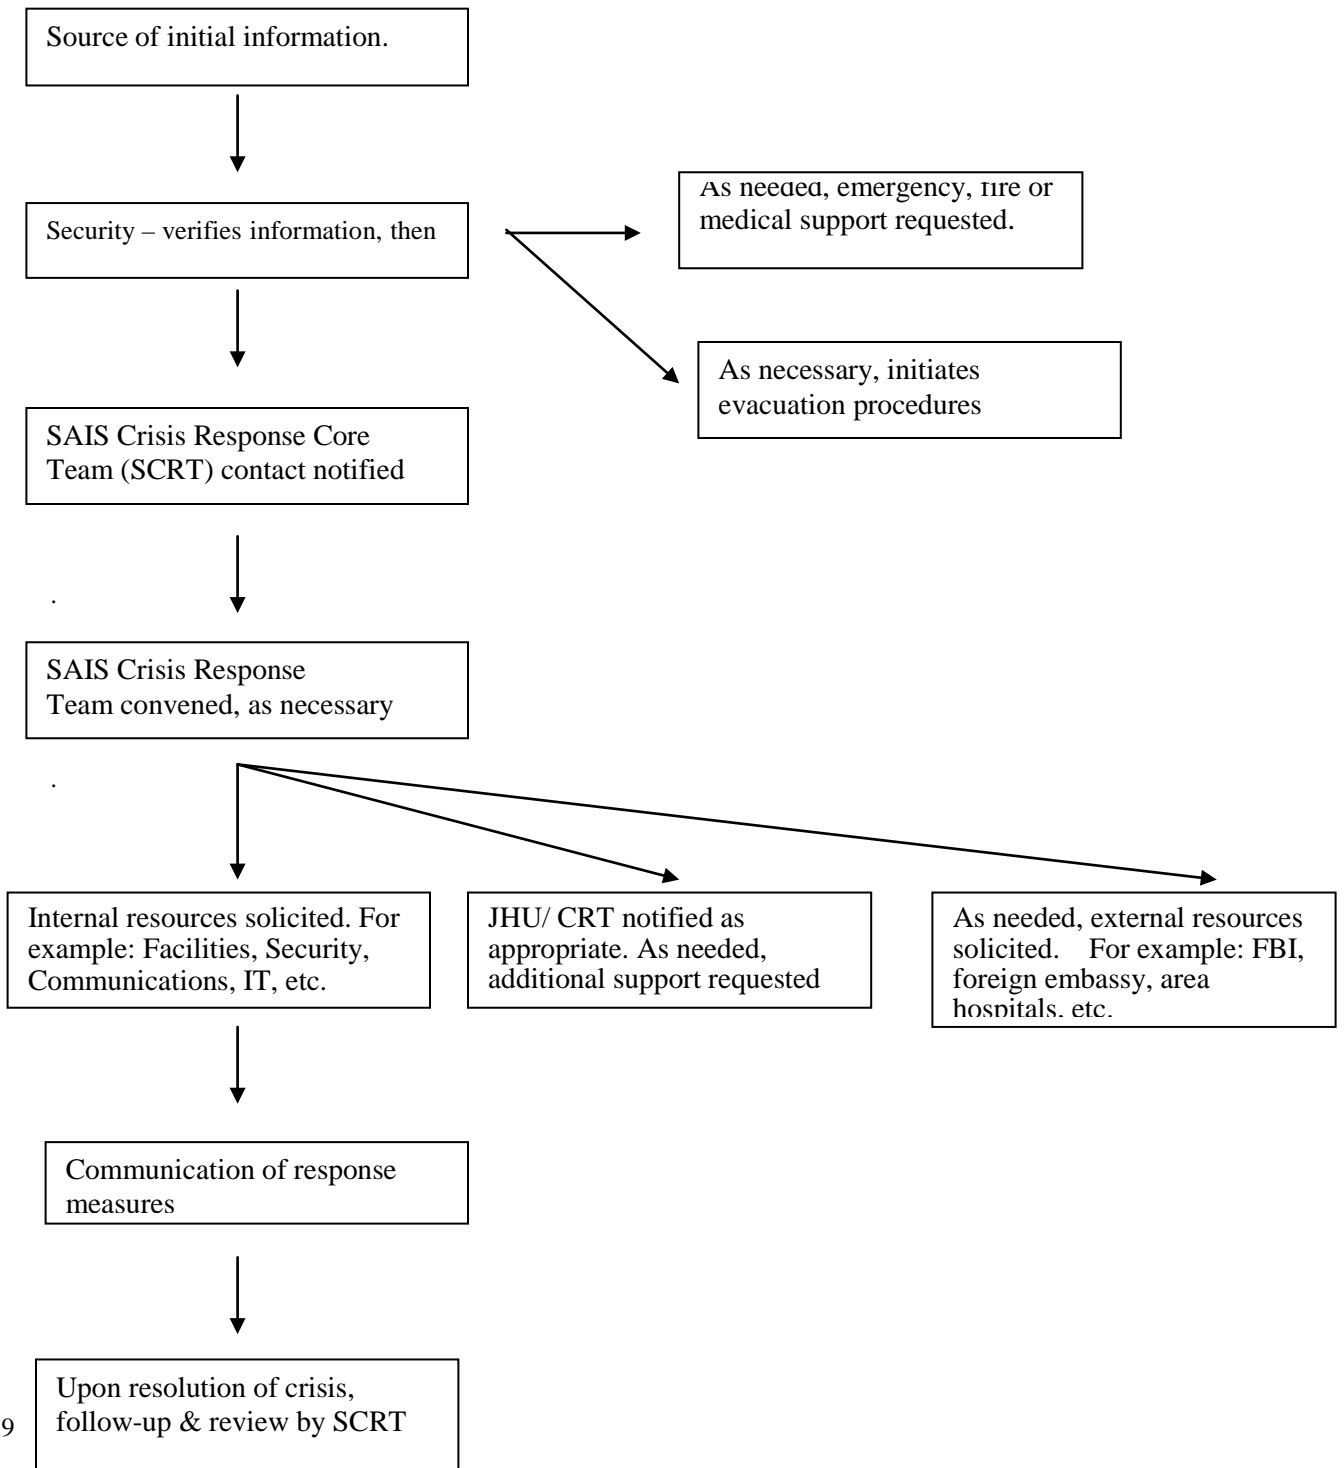 Source of initial information.
As needed, emergency, fire or
medical support requested.
Security – verifies information, then
As necessary, initiates
evacuation procedures
SAIS Crisis Response Core
Team (SCRT) contact notified
.
SAIS Crisis Response
Team convened, as necessary
.
Internal resources solicited. For
example: Facilities, Security,
Communications, IT, etc.
JHU/ CRT notified as
appropriate. As needed,
additional support requested
As needed, external resources
solicited.    For example: FBI,
foreign embassy, area
hospitals, etc.
Communication of response
measures
Upon resolution of crisis,
follow-up & review by SCRT
9